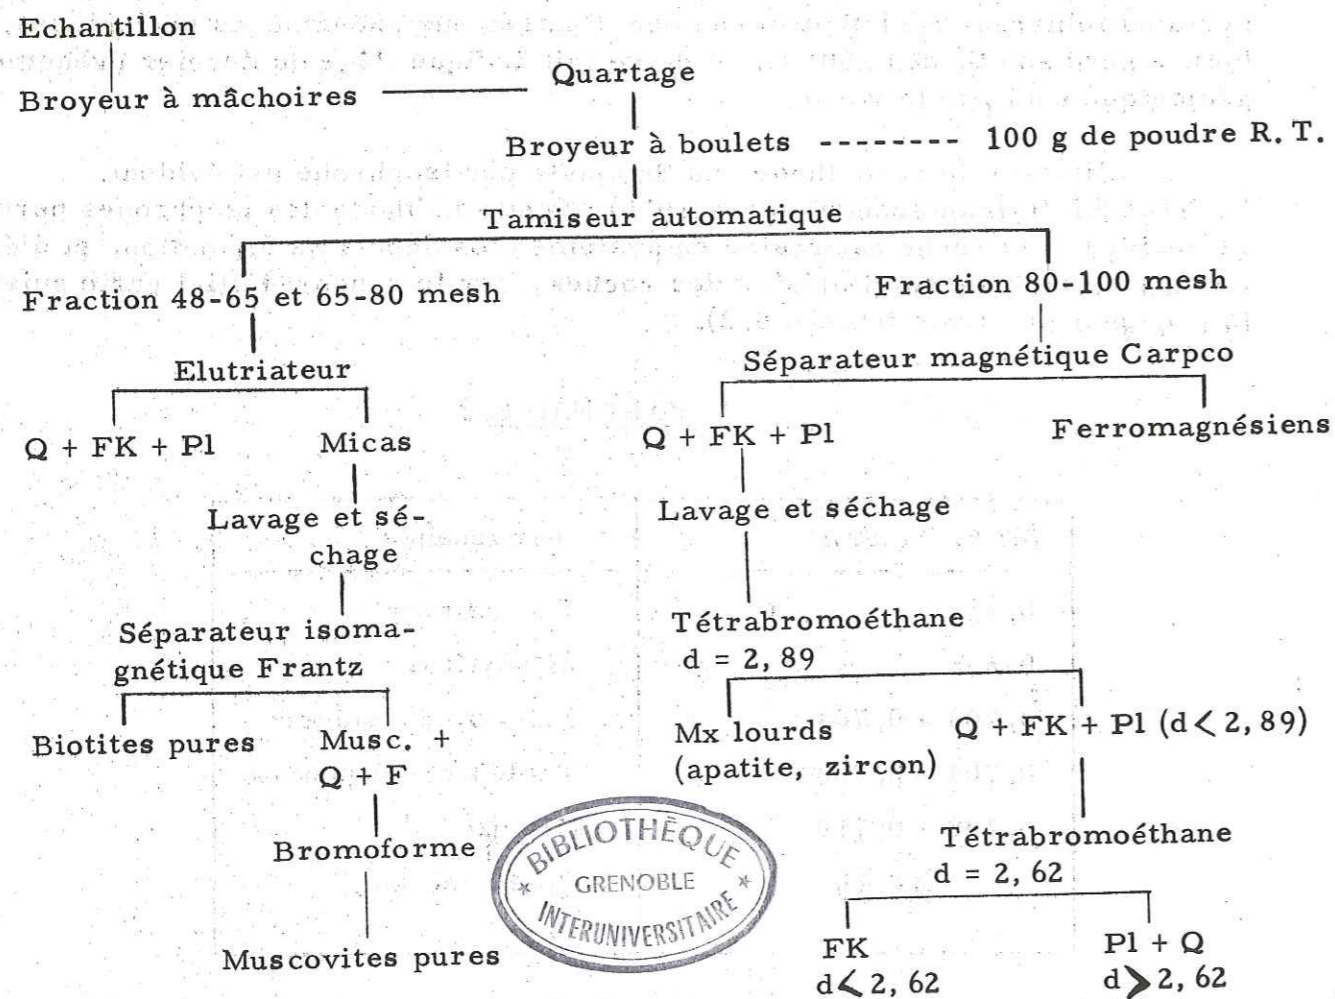 Echantillon
Broyeur à mâchoires
Quartage
Broyeur à boulets -------- 100 g de poudre R. T.
Tamiseur automatique
Fraction 48-65 et 65-80 mesh
Fraction 80-100 mesh
Elutriateur
Séparateur magnétique Carpco
Q + FK + Pl
Micas
Q + FK + Pl
Ferromagnésiens
Lavage et sé-
chage
Lavage et séchage
Séparateur isoma-
gnétique Frantz
Tétrabromoéthane
d = 2, 89
Biotites pures
Musc. +
Q + F
Mx lourds
(apatite, zircon)
Q + FK + Pl (d < 2, 89)
Bromoforme
Tétrabromoéthane
d = 2, 62
Muscovites pures
FK
d < 2, 62
Pl + Q
d > 2, 62
BIBLIOTHÈQUE
GRENOBLE
INTERUNIVERSITAIRE